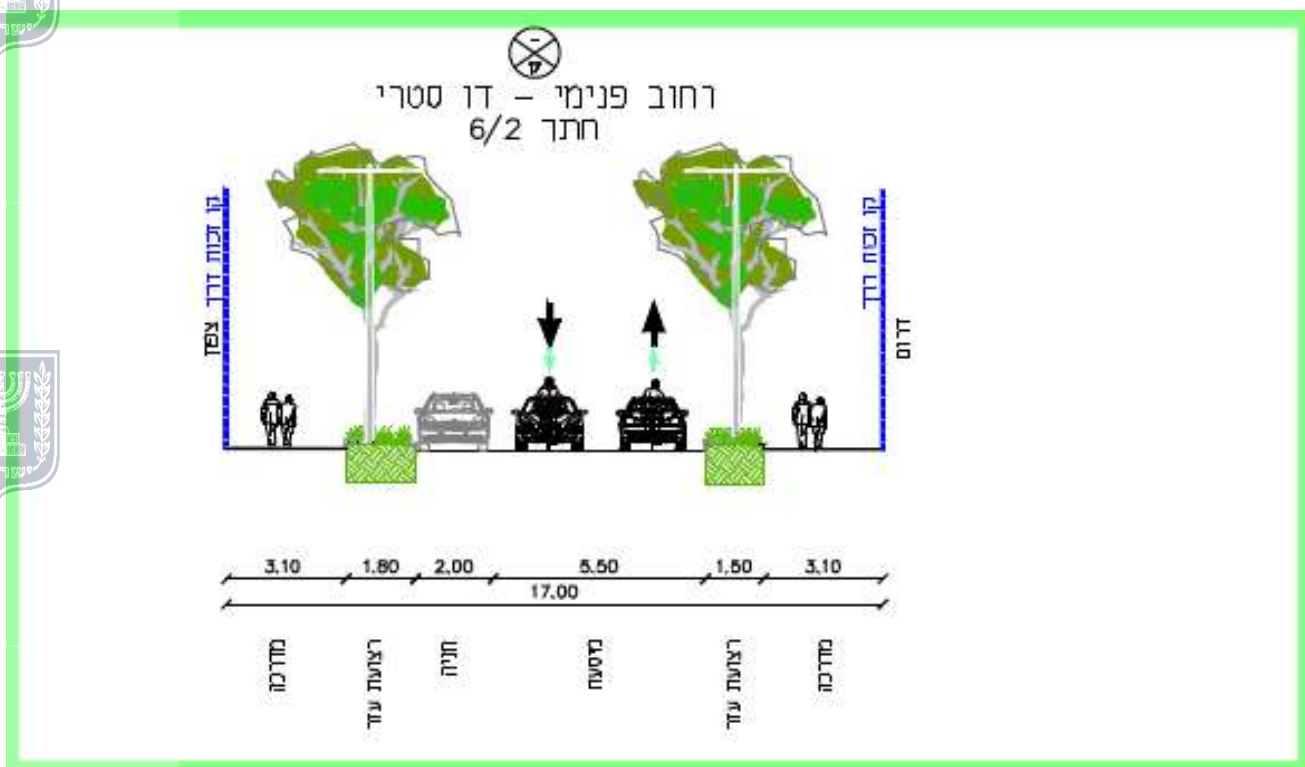 -
קו
רחוב פנימי - דו סטרי
חתך 6/2
קו זכות דרך
צפון
קו זכות דרך
דרום
3.10 1.80 2.00 5.50 1.50 3.10
17.00
מדרכה
רצועת עזר
חניה
מיסעה
רצועת עזר
מדרכה